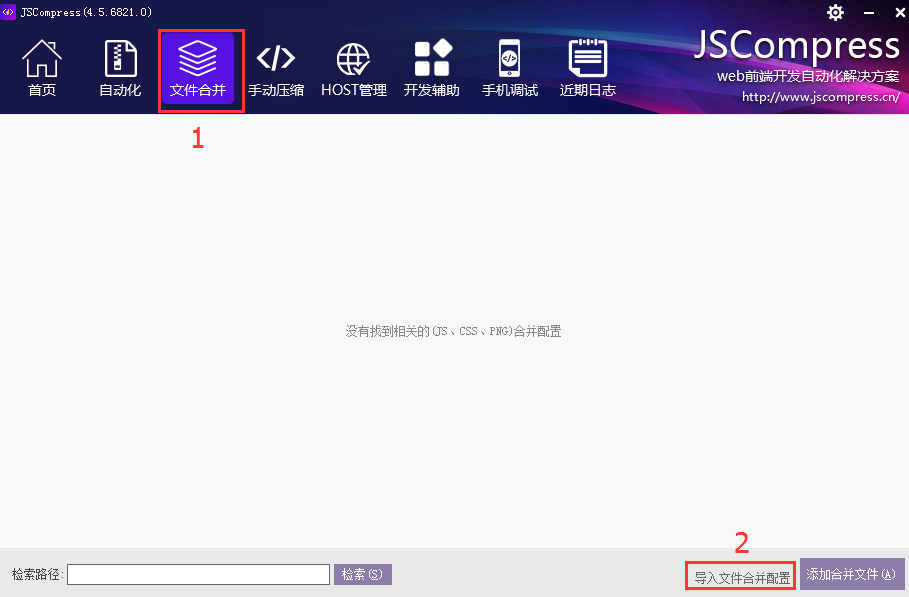 JSCompress(4.5.6821.0)
首页
自动化
文件合并
手动压缩
HOST管理
开发辅助
手机调试
近期日志
JSCompress
web前端开发自动化解决方案
http://www.jscompress.cn/
1
没有找到相关的(JS、CSS、PNG)合并配置
2
检索路径:
检索(S)
导入文件合并配置
添加合并文件(A)